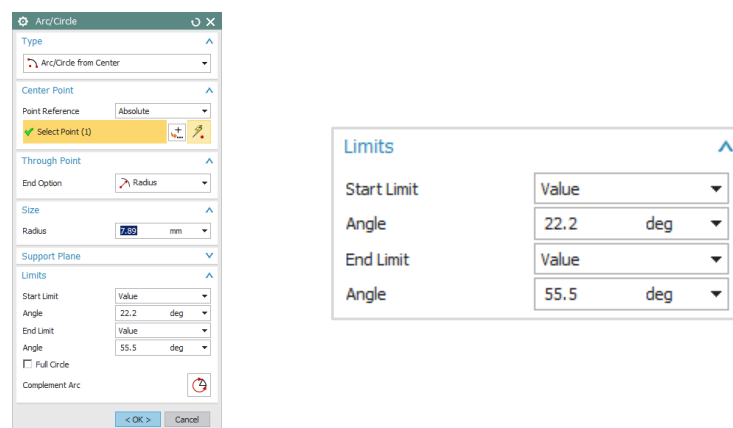 Arc/Circle
Type
Arc/Circle from Center
Center Point
Point Reference Absolute
Select Point (1)
Through Point
End Option Radius
Size
Radius 7.89 mm
Support Plane
Limits
Start Limit Value
Angle 22.2 deg
End Limit Value
Angle 55.5 deg
Full Circle
Complement Arc
< OK > Cancel
Limits
Start Limit Value
Angle 22.2 deg
End Limit Value
Angle 55.5 deg